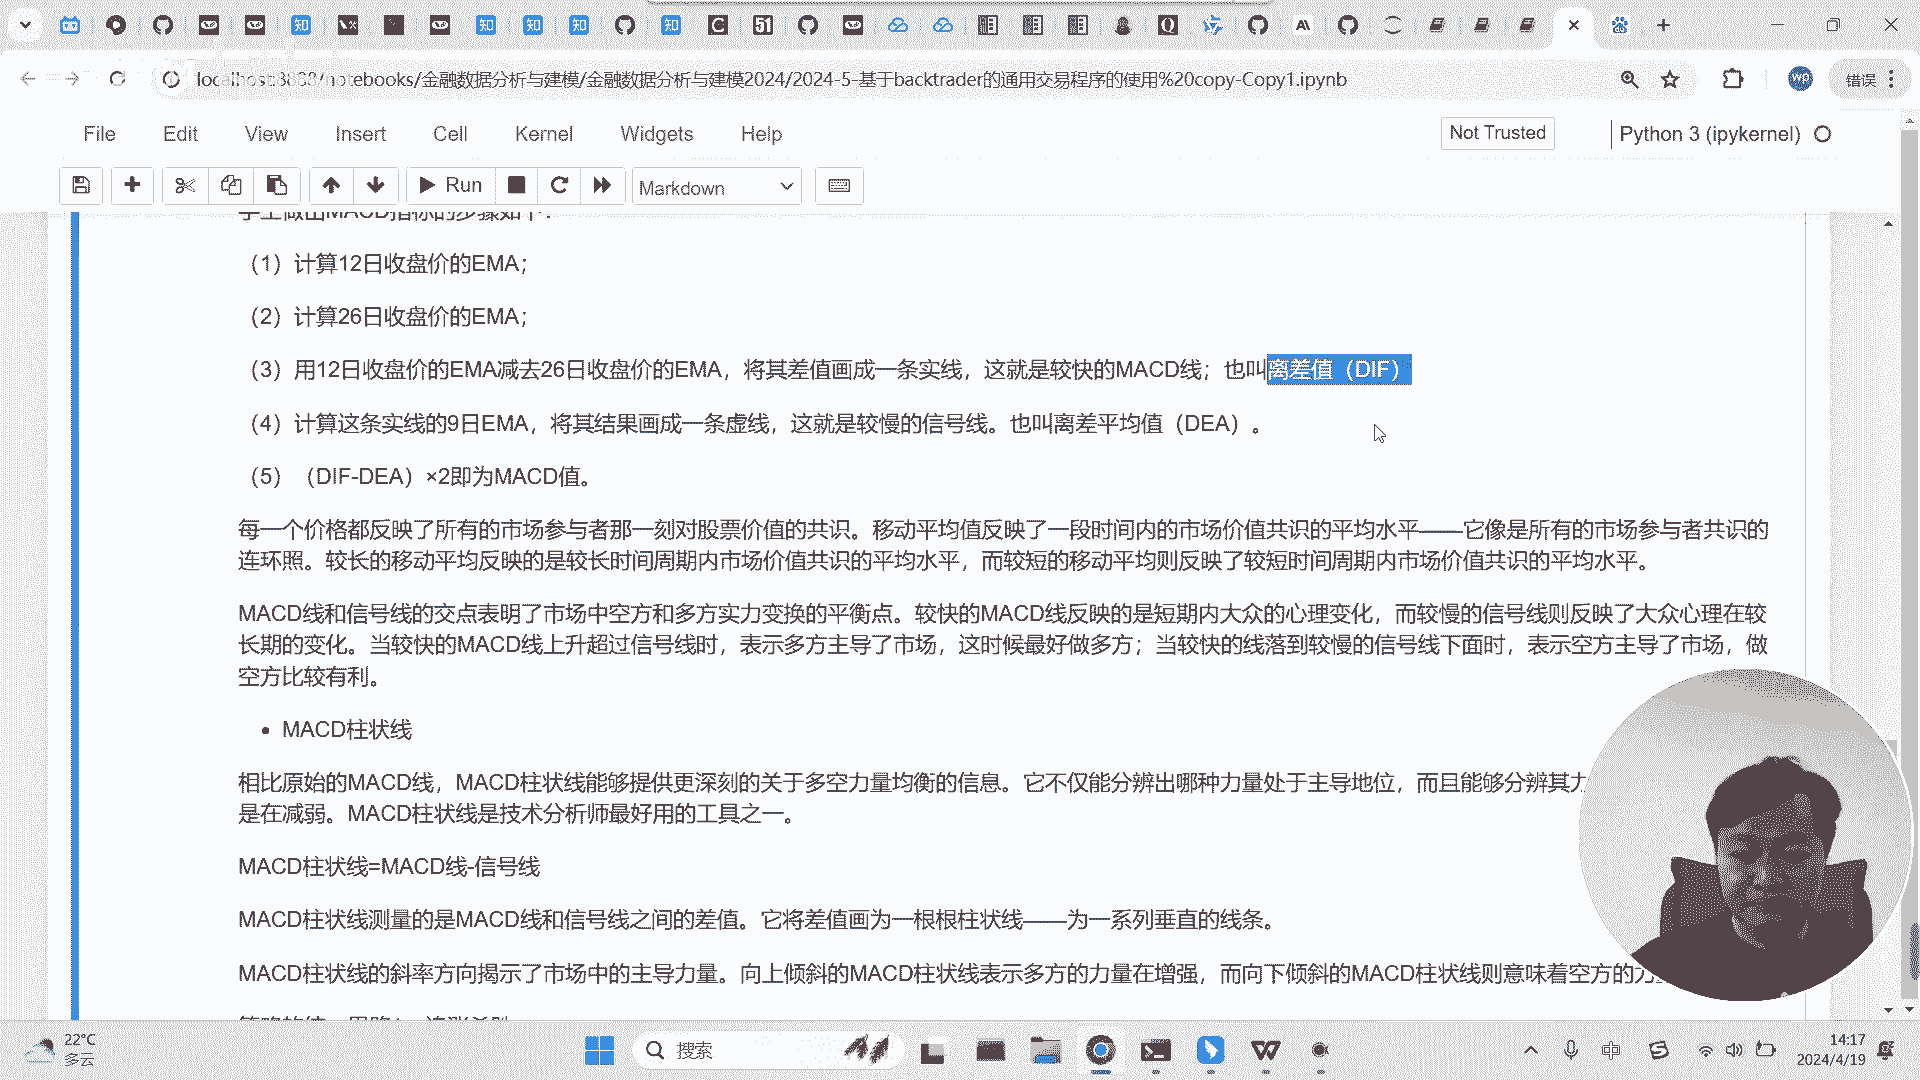 localhost:8888/notebooks/金融数据分析与建模/金融数据分析与建模2024/2024-5-基于backtrader的通用交易程序的使用%20copy-Copy1.ipynb
错误
File Edit View Insert Cell Kernel Widgets Help
Not Trusted
Python 3 (ipykernel)
Run
Markdown
（1）计算12日收盘价的EMA；
（2）计算26日收盘价的EMA；
（3）用12日收盘价的EMA减去26日收盘价的EMA，将其差值画成一条实线，这就是较快的MACD线；也叫离差值（DIF）
（4）计算这条实线的9日EMA，将其结果画成一条虚线，这就是较慢的信号线。也叫离差平均值（DEA）。
（5）（DIF-DEA）×2即为MACD值。
每一个价格都反映了所有的市场参与者那一刻对股票价值的共识。移动平均值反映了一段时间内的市场价值共识的平均水平——它像是所有的市场参与者共识的
连环照。较长的移动平均反映的是较长时间周期内市场价值共识的平均水平，而较短的移动平均则反映了较短时间周期内市场价值共识的平均水平。
MACD线和信号线的交点表明了市场中空方和多方实力变换的平衡点。较快的MACD线反映的是短期内大众的心理变化，而较慢的信号线则反映了大众心理在较
长期的变化。当较快的MACD线上升超过信号线时，表示多方主导了市场，这时候最好做多方；当较快的线落到较慢的信号线下面时，表示空方主导了市场，做
空方比较有利。
MACD柱状线
相比原始的MACD线，MACD柱状线能够提供更深刻的关于多空力量均衡的信息。它不仅能分辨出哪种力量处于主导地位，而且能够分辨其力
是在减弱。MACD柱状线是技术分析师最好用的工具之一。
MACD柱状线=MACD线-信号线
MACD柱状线测量的是MACD线和信号线之间的差值。它将差值画为一根根柱状线——为一系列垂直的线条。
MACD柱状线的斜率方向揭示了市场中的主导力量。向上倾斜的MACD柱状线表示多方的力量在增强，而向下倾斜的MACD柱状线则意味着空方的力
22°C
多云
搜索
中
14:17
2024/4/19